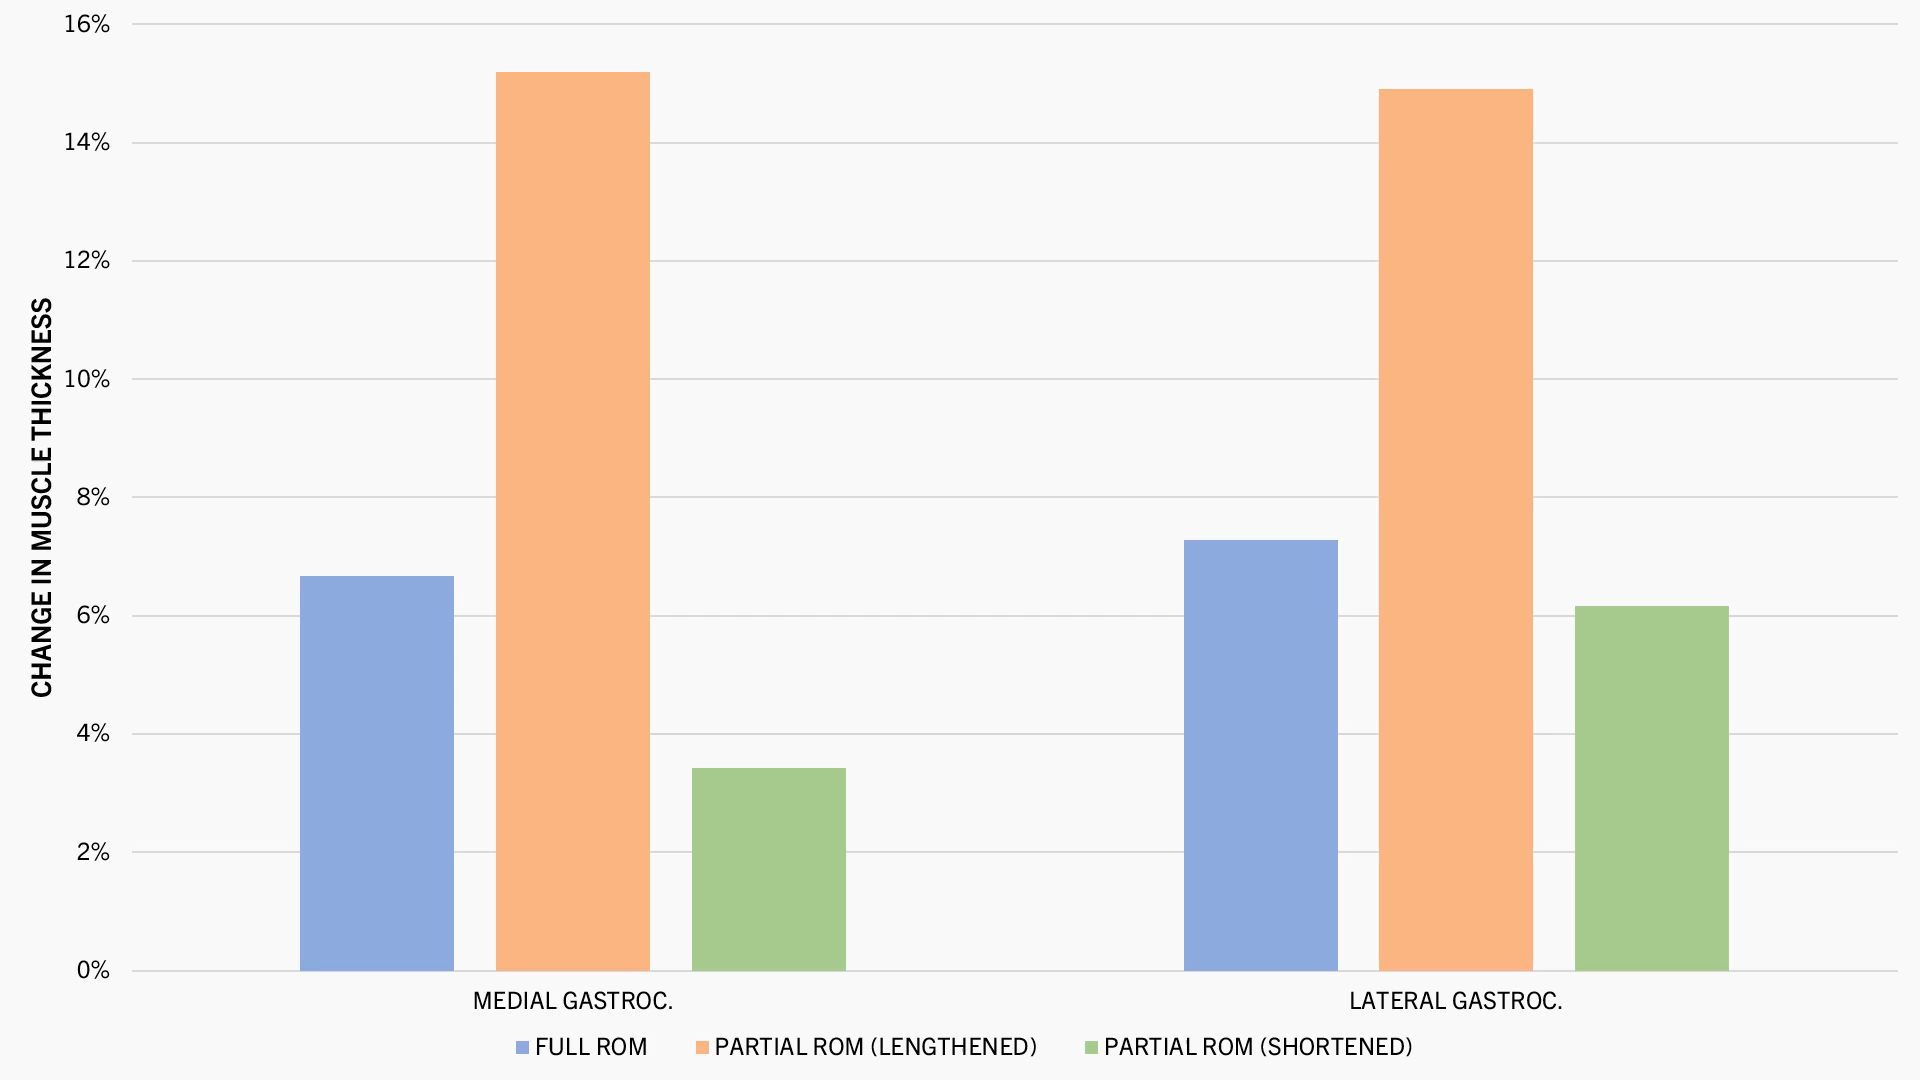 16%
14%
12%
10%
8%
6%
4%
2%
0%
CHANGE IN MUSCLE THICKNESS
MEDIAL GASTROC.
LATERAL GASTROC.
FULL ROM
PARTIAL ROM (LENGTHENED)
PARTIAL ROM (SHORTENED)